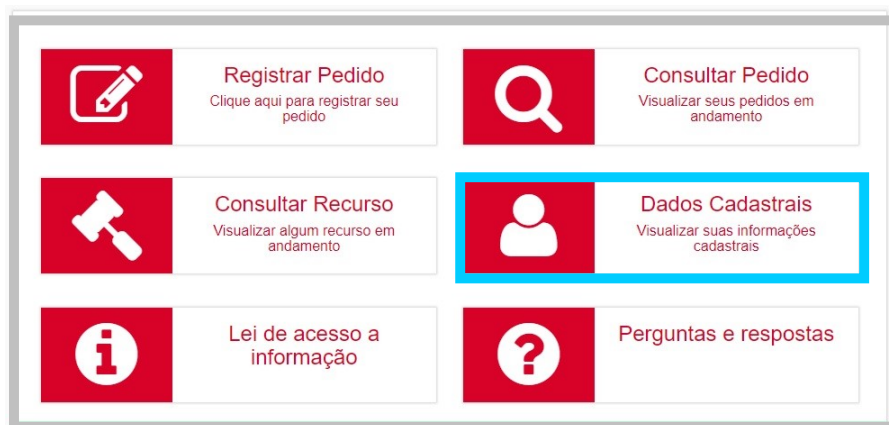 Registrar Pedido
Clique aqui para registrar seu
pedido
Consultar Pedido
Visualizar seus pedidos em
andamento
Consultar Recurso
Visualizar algum recurso em
andamento
Dados Cadastrais
Visualizar suas informações
cadastrais
Lei de acesso a
informação
Perguntas e respostas